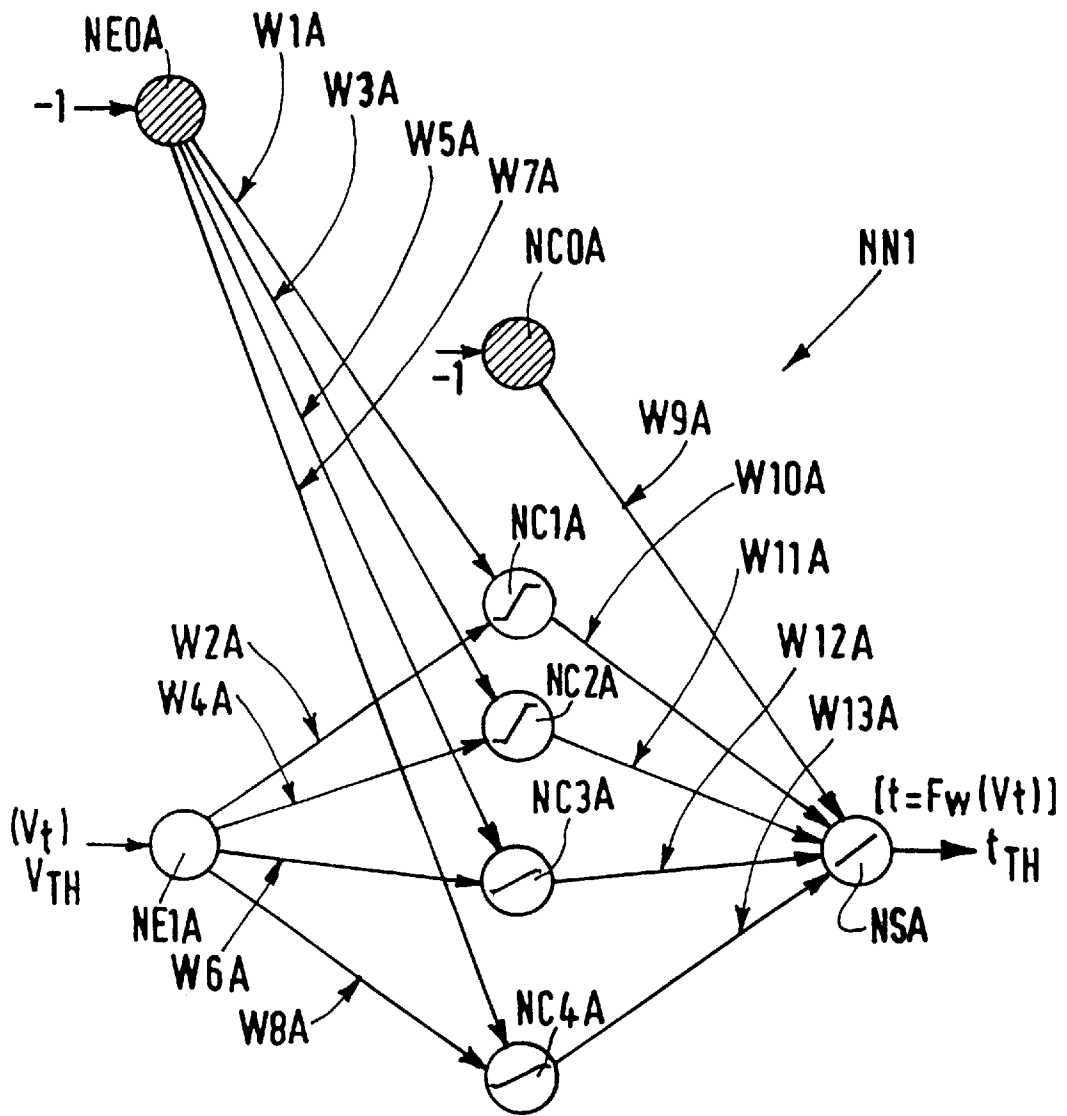 NE0A
W1A
W3A
W5A
W7A
-1
NC0A
NN1
-1
W9A
W10A
NC1A
W11A
W2A
W12A
W4A
NC2A
W13A
NC3A
[t=Fw(Vt)]
(Vt)
VTH
tTH
NE1A
NSA
W6A
NC4A
W8A